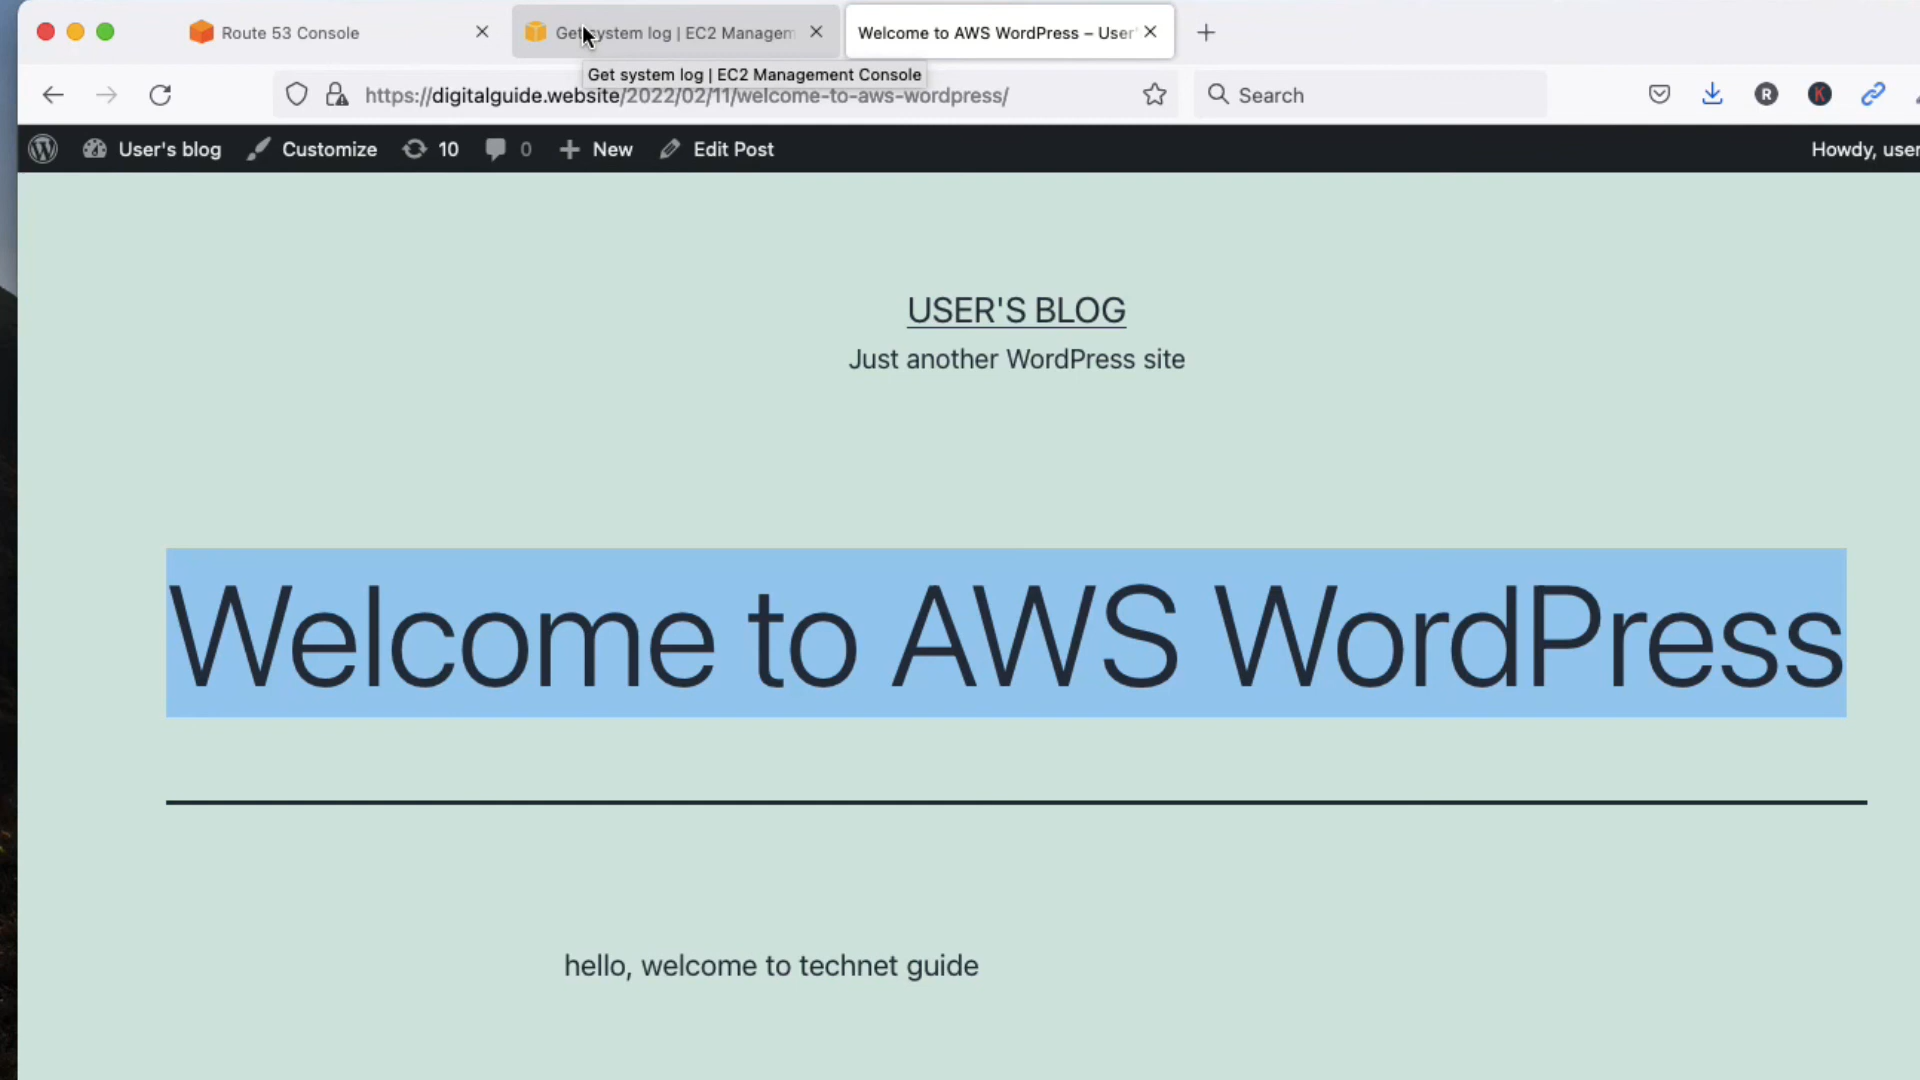 Route 53 Console
Get system log | EC2 Managem
Welcome to AWS WordPress – User'
Get system log | EC2 Management Console
https://digitalguide.website/2022/02/11/welcome-to-aws-wordpress/
Search
R
K
User's blog
Customize
10
0
New
Edit Post
Howdy, user
USER'S BLOG
Just another WordPress site
Welcome to AWS WordPress
hello, welcome to technet guide